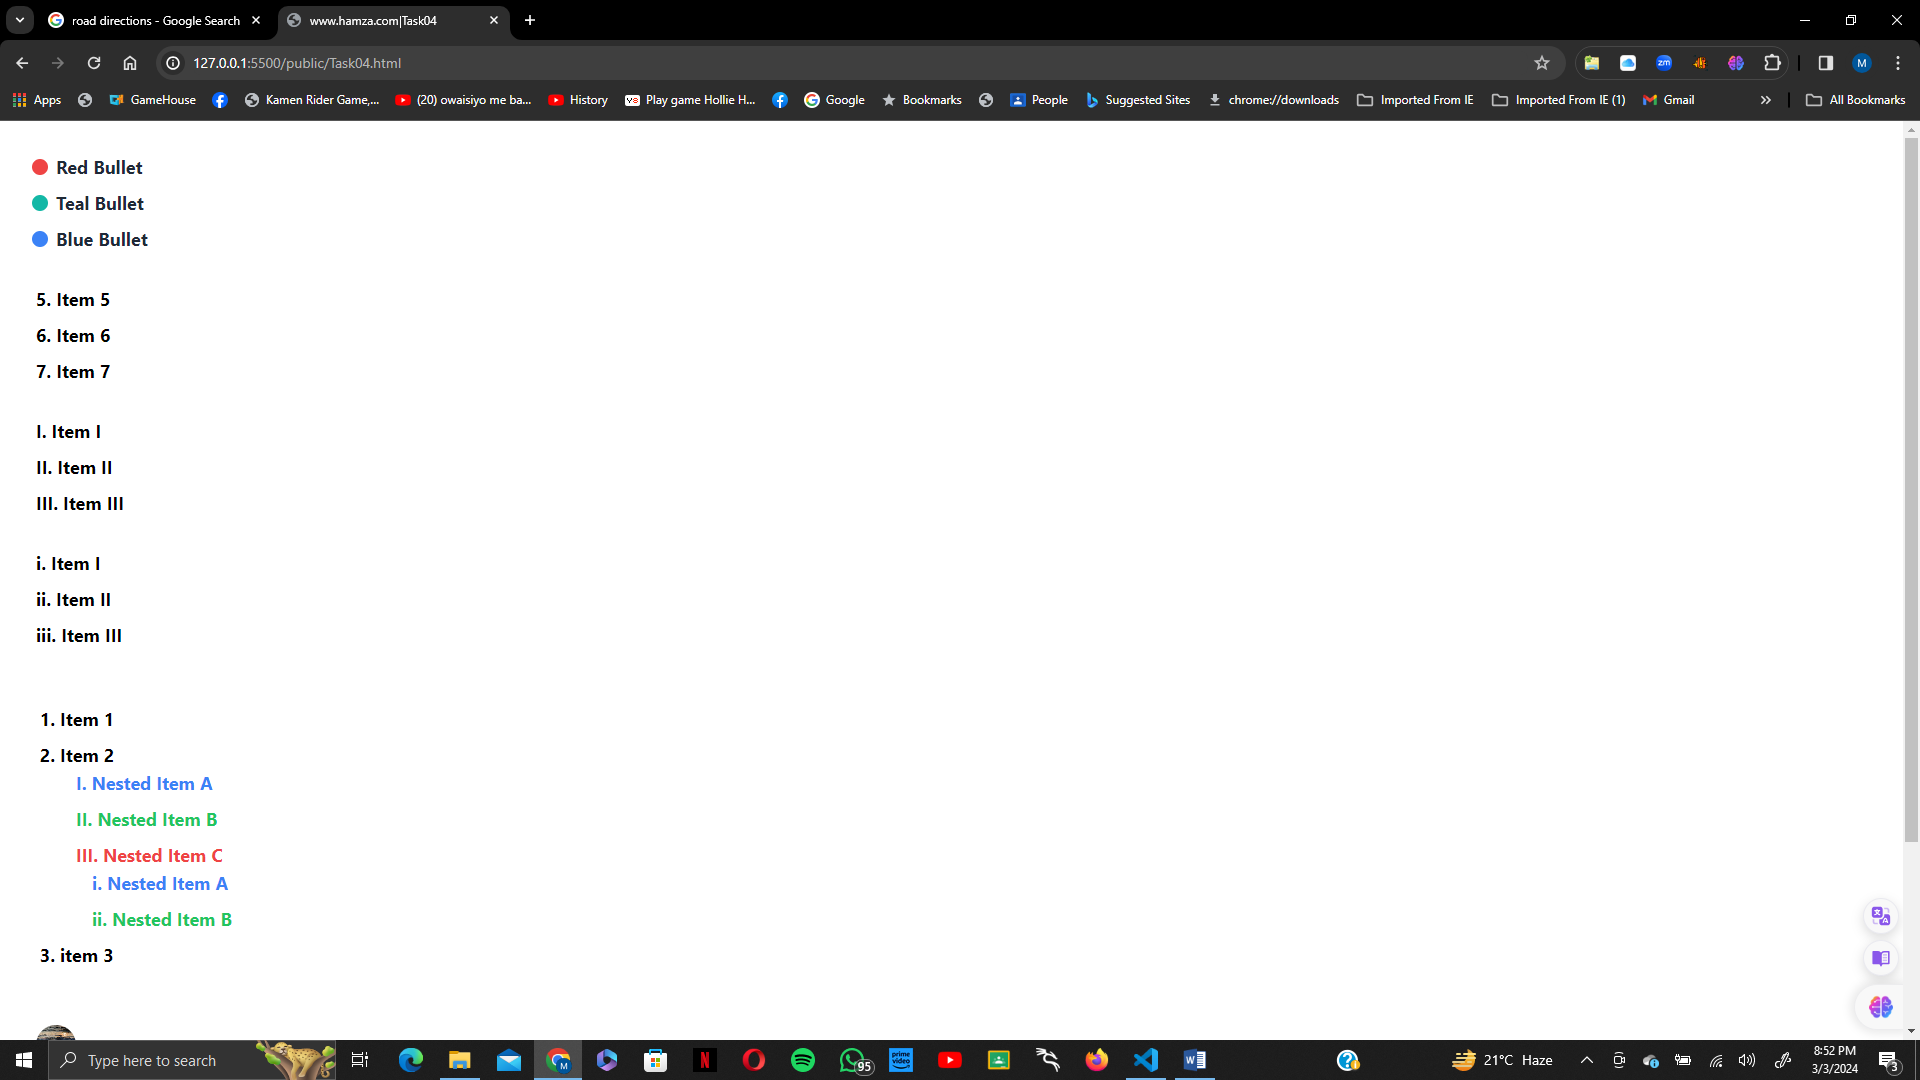 road directions - Google Search
www.hamza.com|Task04
127.0.0.1:5500/public/Task04.html
zm
M
Apps
GameHouse
Kamen Rider Game,...
(20) owaisiyo me ba...
History
Play game Hollie H...
Google
Bookmarks
People
Suggested Sites
chrome://downloads
Imported From IE
Imported From IE (1)
Gmail
All Bookmarks
Red Bullet
Teal Bullet
Blue Bullet
5. Item 5
6. Item 6
7. Item 7
I. Item I
II. Item II
III. Item III
i. Item I
ii. Item II
iii. Item III
1. Item 1
2. Item 2
I. Nested Item A
II. Nested Item B
III. Nested Item C
i. Nested Item A
ii. Nested Item B
3. item 3
Type here to search
M
N
95
prime video
W
21°C Haze
8:52 PM
3/3/2024
3